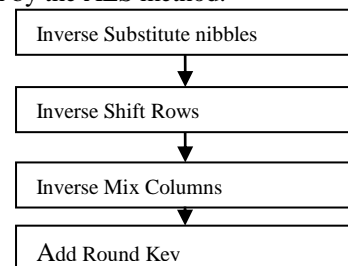 by the AES method.
Inverse Substitute nibbles
Inverse Shift Rows
Inverse Mix Columns
Add Round Key